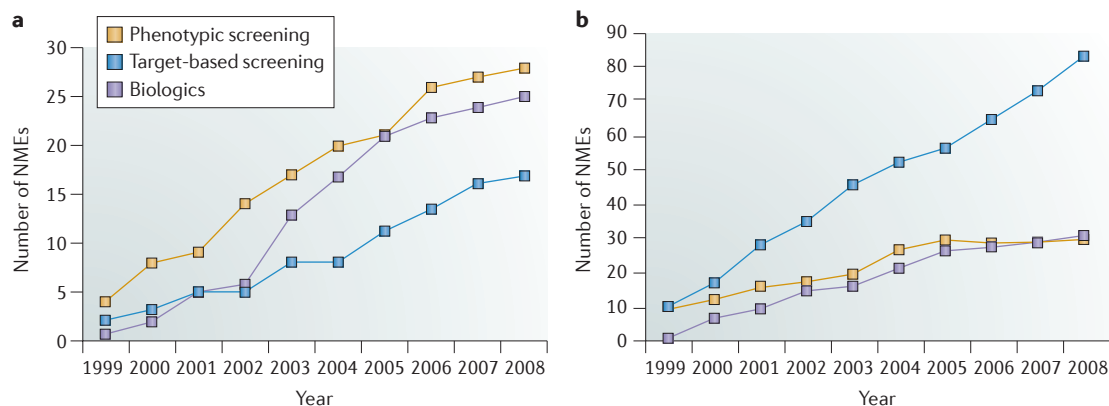 a
Phenotypic screening
Target-based screening
Biologics
30
25
20
15
10
5
0
Number of NMEs
1999 2000 2001 2002 2003 2004 2005 2006 2007 2008
Year
b
90
80
70
60
50
40
30
20
10
0
Number of NMEs
1999 2000 2001 2002 2003 2004 2005 2006 2007 2008
Year